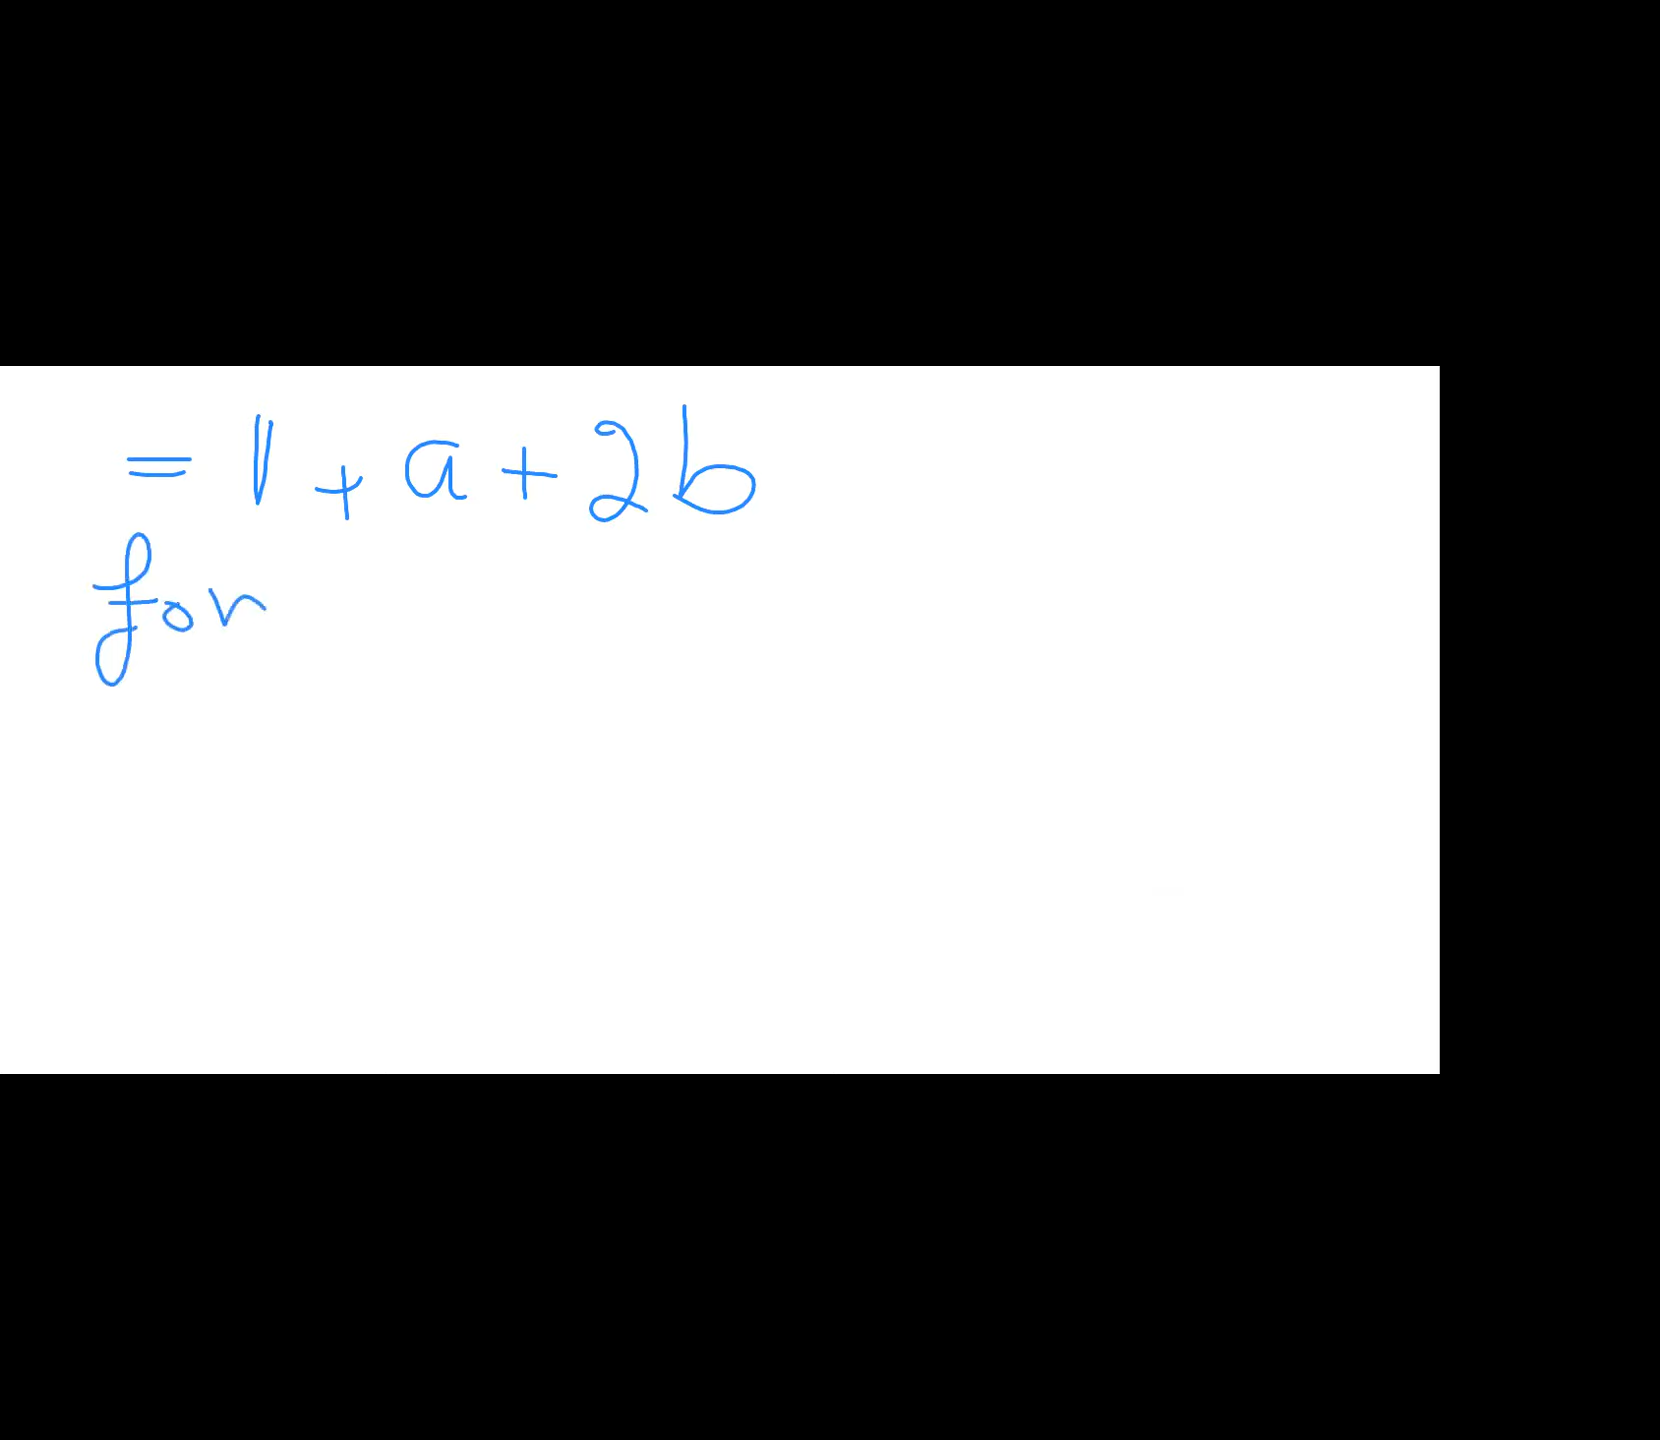 = 1 + a + 2b
for